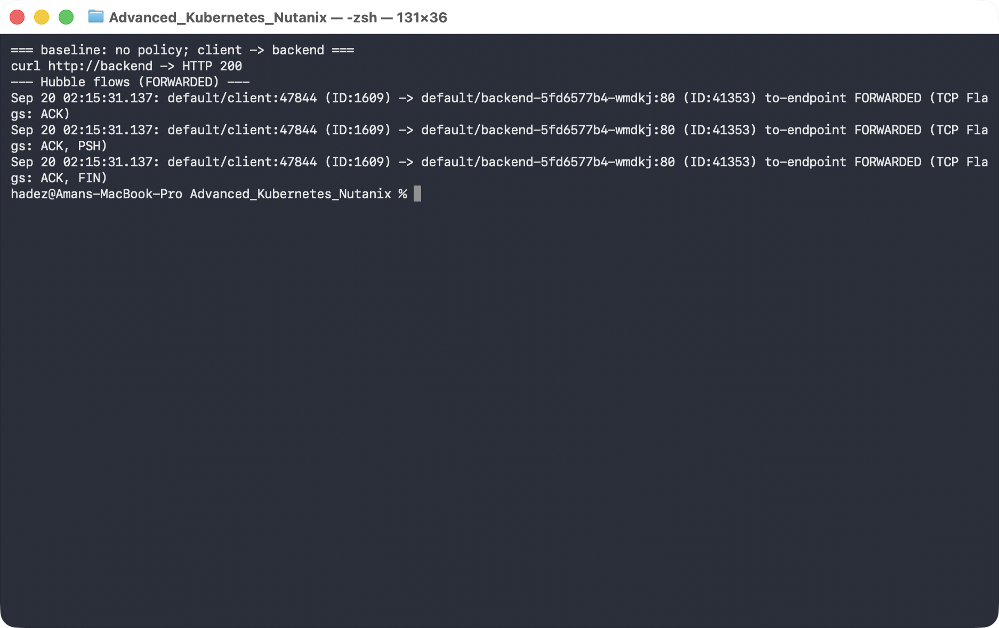 Advanced_Kubernetes_Nutanix — -zsh — 131×36
=== baseline: no policy; client -> backend ===
curl http://backend -> HTTP 200
--- Hubble flows (FORWARDED) ---
Sep 20 02:15:31.137: default/client:47844 (ID:1609) -> default/backend-5fd6577b4-wmdkj:80 (ID:41353) to-endpoint FORWARDED (TCP Fla
gs: ACK)
Sep 20 02:15:31.137: default/client:47844 (ID:1609) -> default/backend-5fd6577b4-wmdkj:80 (ID:41353) to-endpoint FORWARDED (TCP Fla
gs: ACK, PSH)
Sep 20 02:15:31.137: default/client:47844 (ID:1609) -> default/backend-5fd6577b4-wmdkj:80 (ID:41353) to-endpoint FORWARDED (TCP Fla
gs: ACK, FIN)
hadez@Amans-MacBook-Pro Advanced_Kubernetes_Nutanix %